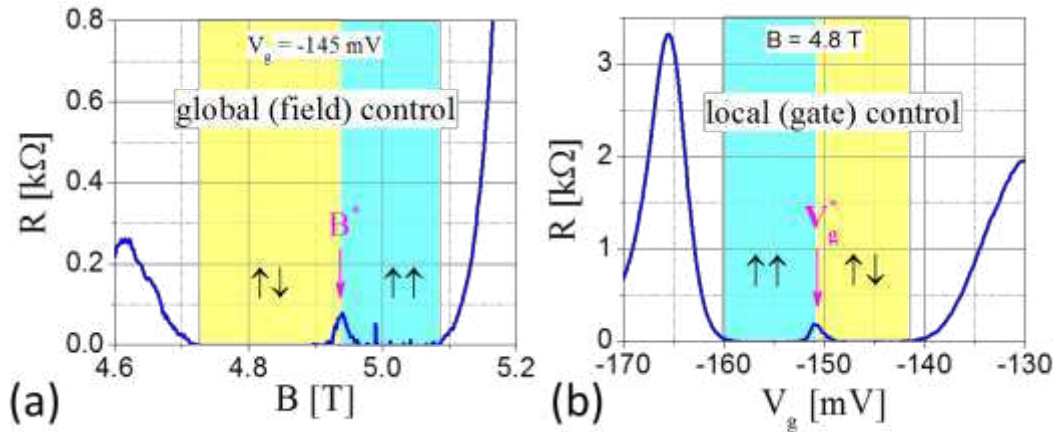 0.8
0.6
0.4
0.2
0.0
R [kΩ]
V_g = -145 mV
global (field) control
B*
↑↓
↑↑
4.6 4.8 5.0 5.2
B [T]
(a)
3
2
1
0
R [kΩ]
B = 4.8 T
local (gate) control
V_g*
↑↑
↑↓
-170 -160 -150 -140 -130
V_g [mV]
(b)